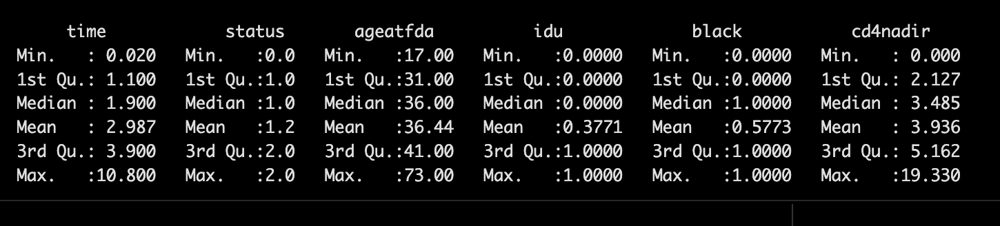 time status ageatfda idu black cd4nadir
Min. : 0.020 Min. :0.0 Min. :17.00 Min. :0.0000 Min. :0.0000 Min. : 0.000
1st Qu.: 1.100 1st Qu.:1.0 1st Qu.:31.00 1st Qu.:0.0000 1st Qu.:0.0000 1st Qu.: 2.127
Median : 1.900 Median :1.0 Median :36.00 Median :0.0000 Median :1.0000 Median : 3.485
Mean : 2.987 Mean :1.2 Mean :36.44 Mean :0.3771 Mean :0.5773 Mean : 3.936
3rd Qu.: 3.900 3rd Qu.:2.0 3rd Qu.:41.00 3rd Qu.:1.0000 3rd Qu.:1.0000 3rd Qu.: 5.162
Max. :10.800 Max. :2.0 Max. :73.00 Max. :1.0000 Max. :1.0000 Max. :19.330